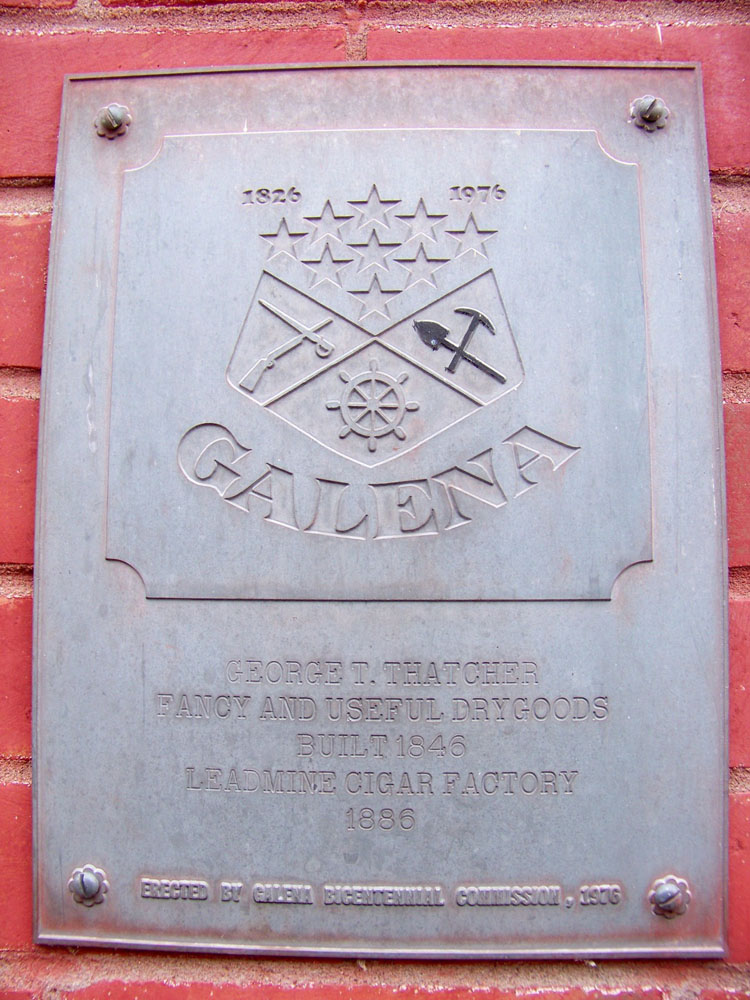 1826 1976
GALENA
GEORGE T. THATCHER
FANCY AND USEFUL DRYGOODS
BUILT 1846
LEADMINE CIGAR FACTORY
1886
ERECTED BY GALENA BICENTENNIAL COMMISSION, 1976